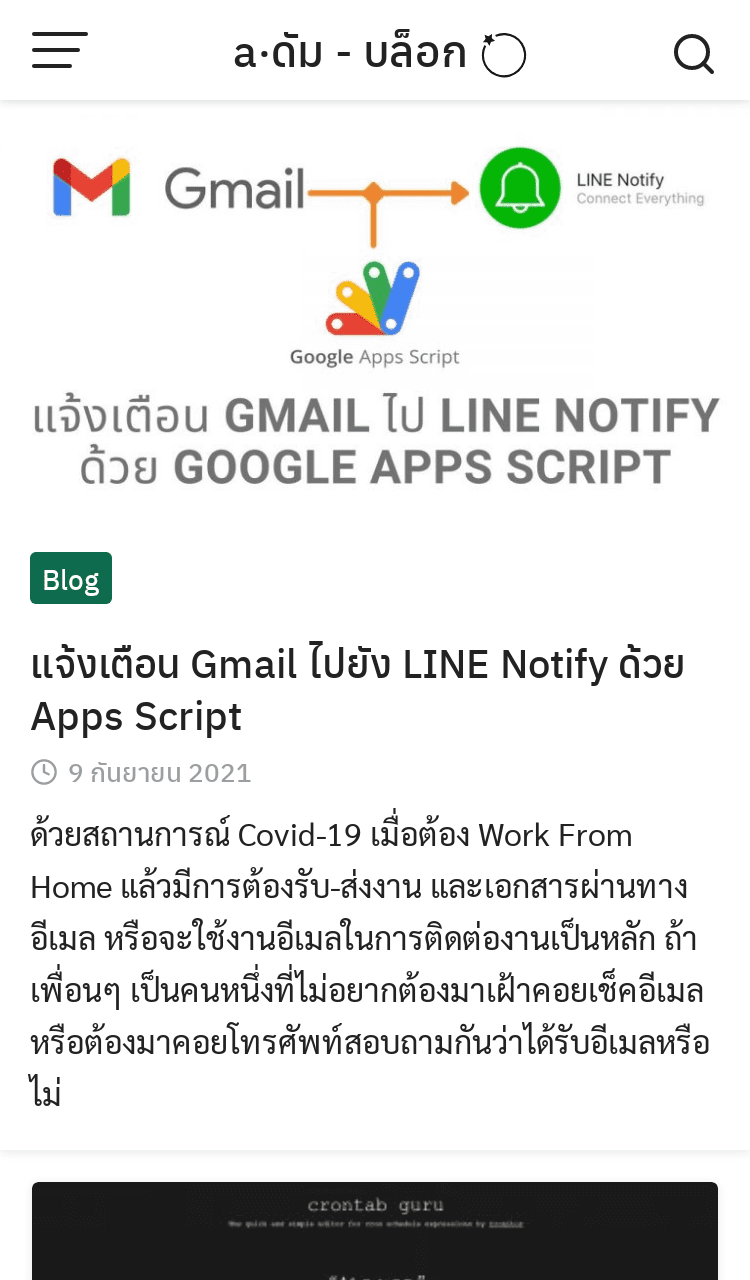 a·ดัม - บล็อก
Gmail
LINE Notify
Connect Everything
Google Apps Script
แจ้งเตือน GMAIL ไป LINE NOTIFY
ด้วย GOOGLE APPS SCRIPT
Blog
แจ้งเตือน Gmail ไปยัง LINE Notify ด้วย
Apps Script
9 กันยายน 2021
ด้วยสถานการณ์ Covid-19 เมื่อต้อง Work From
Home แล้วมีการต้องรับ-ส่งงาน และเอกสารผ่านทาง
อีเมล หรือจะใช้งานอีเมลในการติดต่องานเป็นหลัก ถ้า
เพื่อนๆ เป็นคนหนึ่งที่ไม่อยากต้องมาเฝ้าคอยเช็คอีเมล
หรือต้องมาคอยโทรศัพท์สอบถามกันว่าได้รับอีเมลหรือ
ไม่
crontab guru
The quick and simple editor for cron schedule expressions by